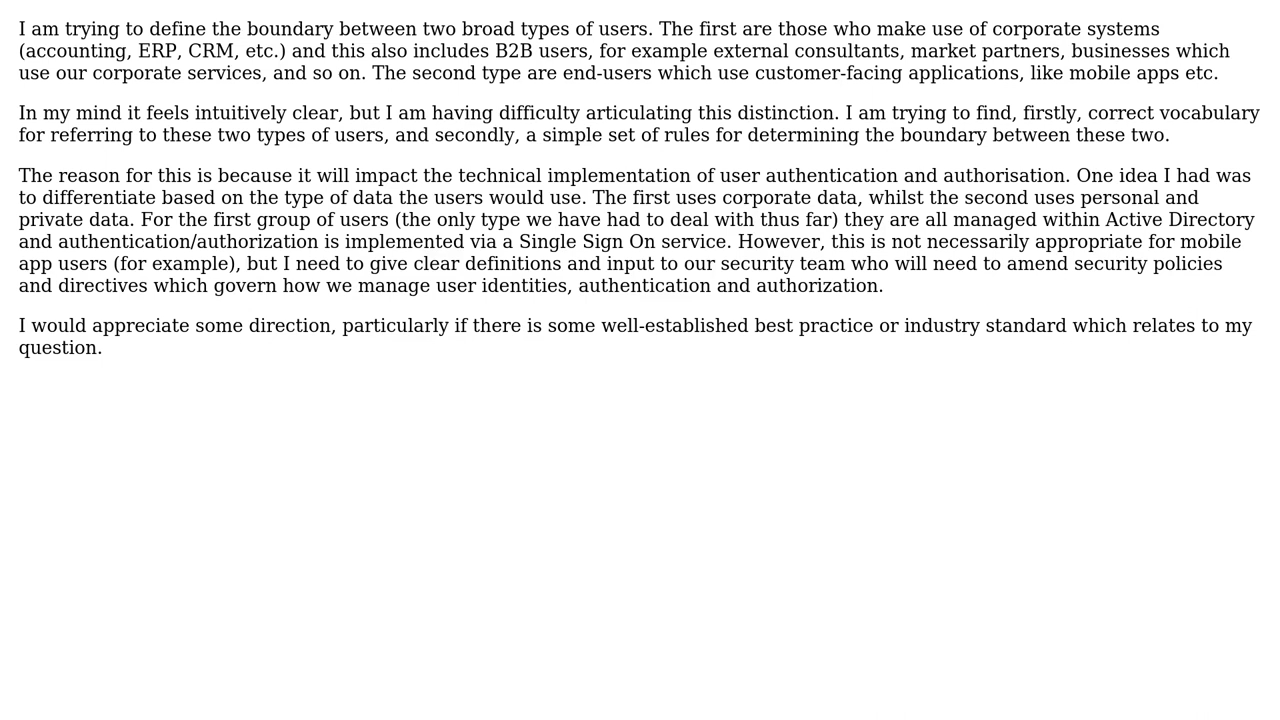 I am trying to define the boundary between two broad types of users. The first are those who make use of corporate systems
(accounting, ERP, CRM, etc.) and this also includes B2B users, for example external consultants, market partners, businesses which
use our corporate services, and so on. The second type are end-users which use customer-facing applications, like mobile apps etc.
In my mind it feels intuitively clear, but I am having difficulty articulating this distinction. I am trying to find, firstly, correct vocabulary
for referring to these two types of users, and secondly, a simple set of rules for determining the boundary between these two.
The reason for this is because it will impact the technical implementation of user authentication and authorisation. One idea I had was
to differentiate based on the type of data the users would use. The first uses corporate data, whilst the second uses personal and
private data. For the first group of users (the only type we have had to deal with thus far) they are all managed within Active Directory
and authentication/authorization is implemented via a Single Sign On service. However, this is not necessarily appropriate for mobile
app users (for example), but I need to give clear definitions and input to our security team who will need to amend security policies
and directives which govern how we manage user identities, authentication and authorization.
I would appreciate some direction, particularly if there is some well-established best practice or industry standard which relates to my
question.